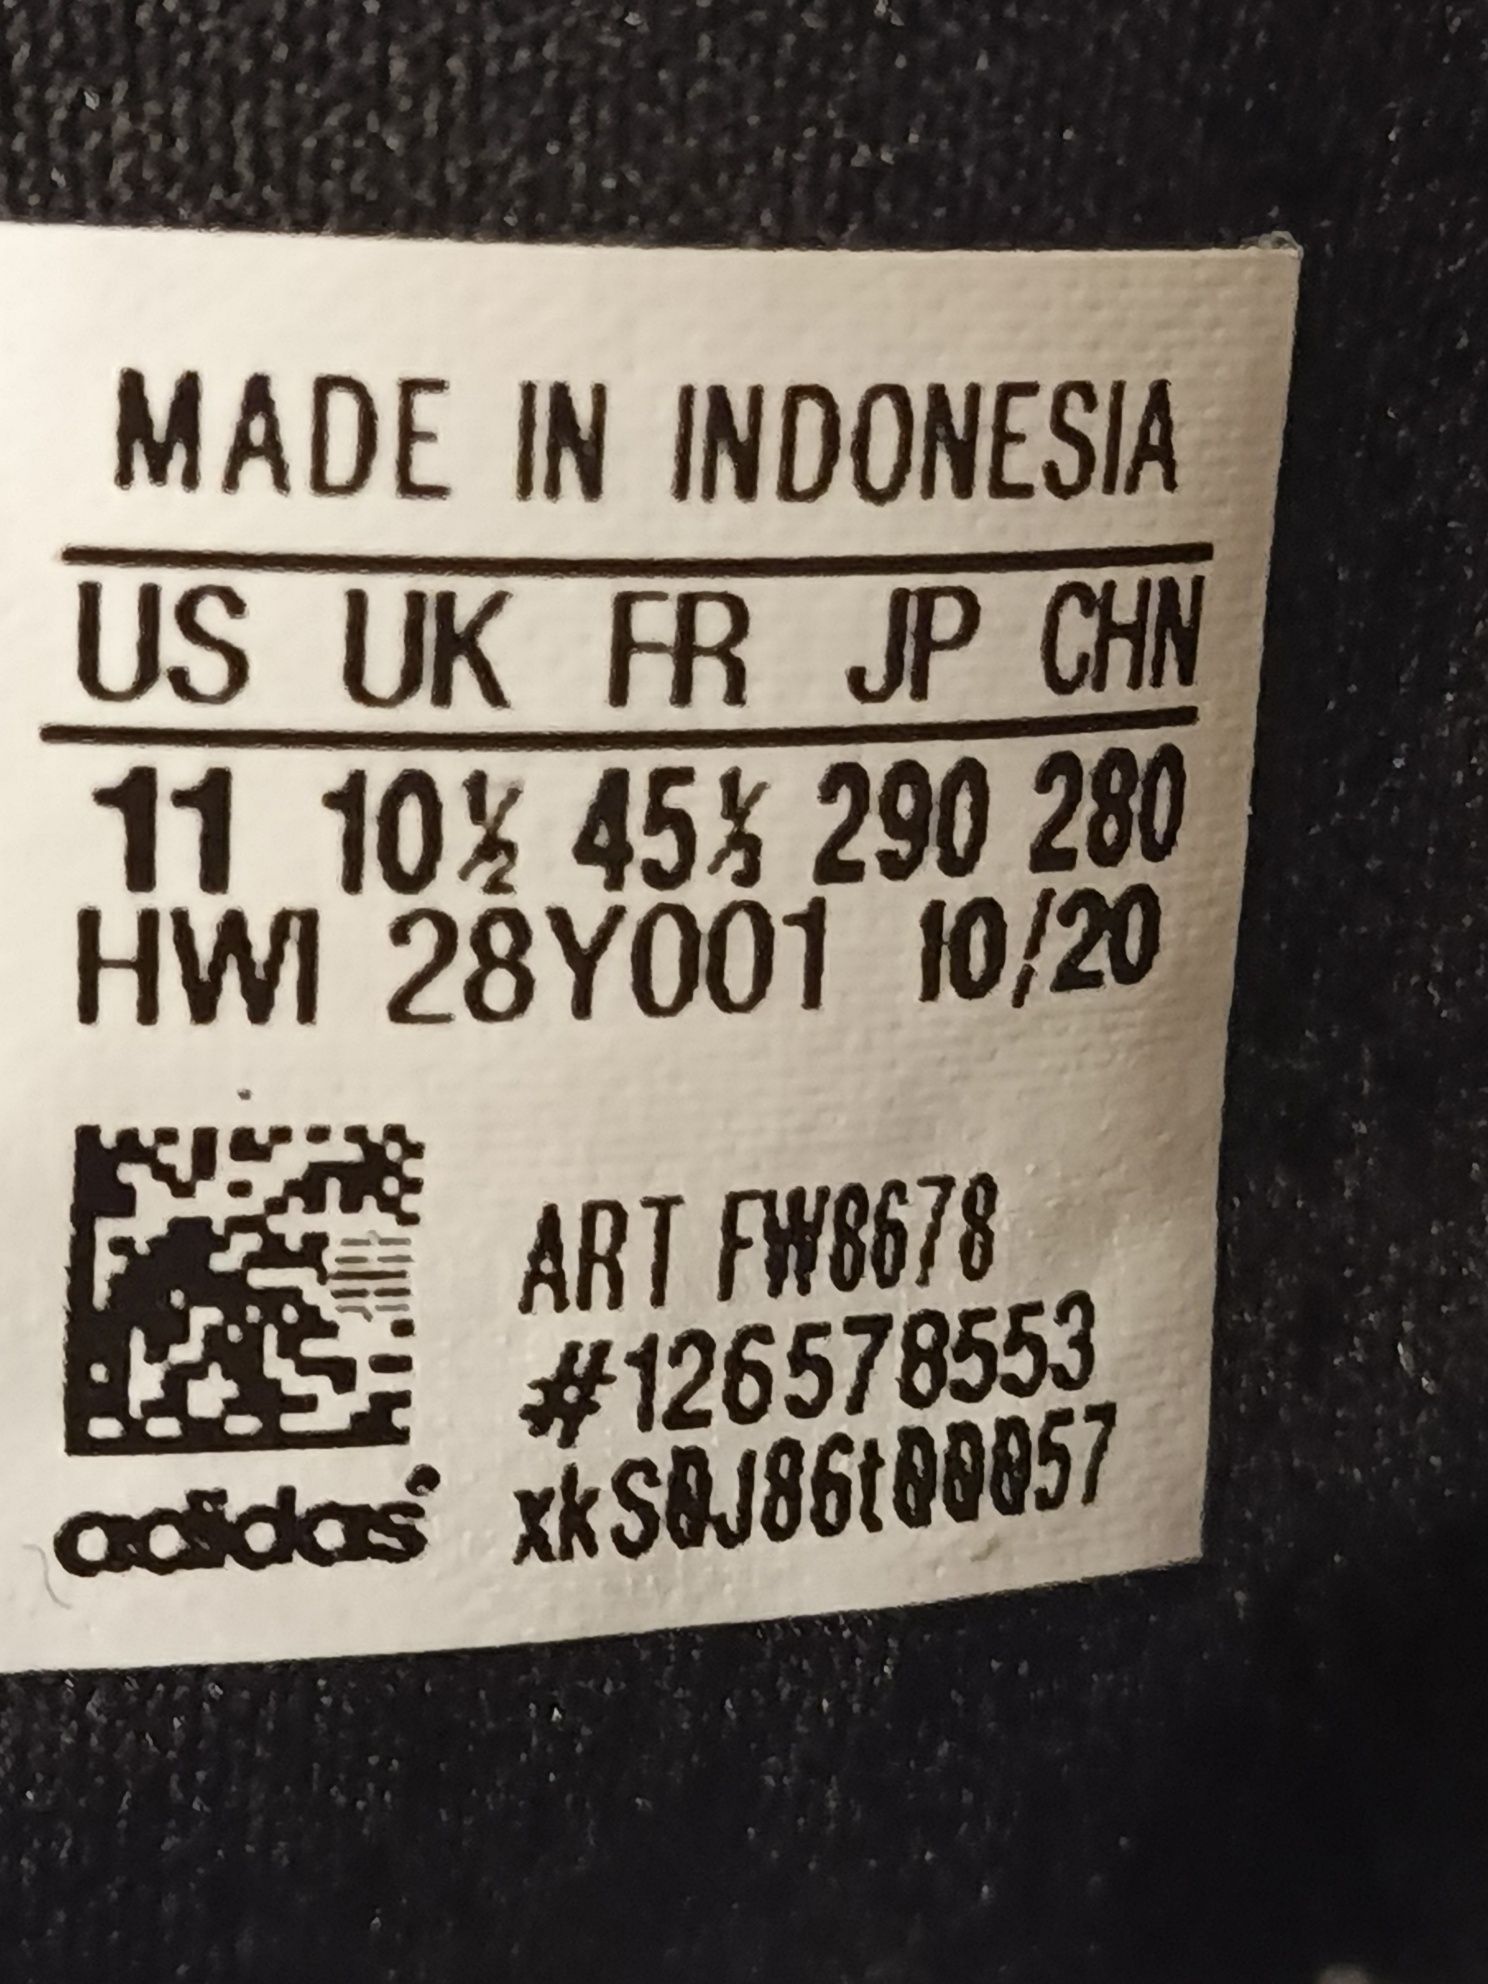 MADE IN INDONESIA
US UK FR JP CHN
11 10½ 45⅓ 290 280
HWI 28Y001 10/20
ART FW8678
#126578553
xkS0J86t00057
adidas